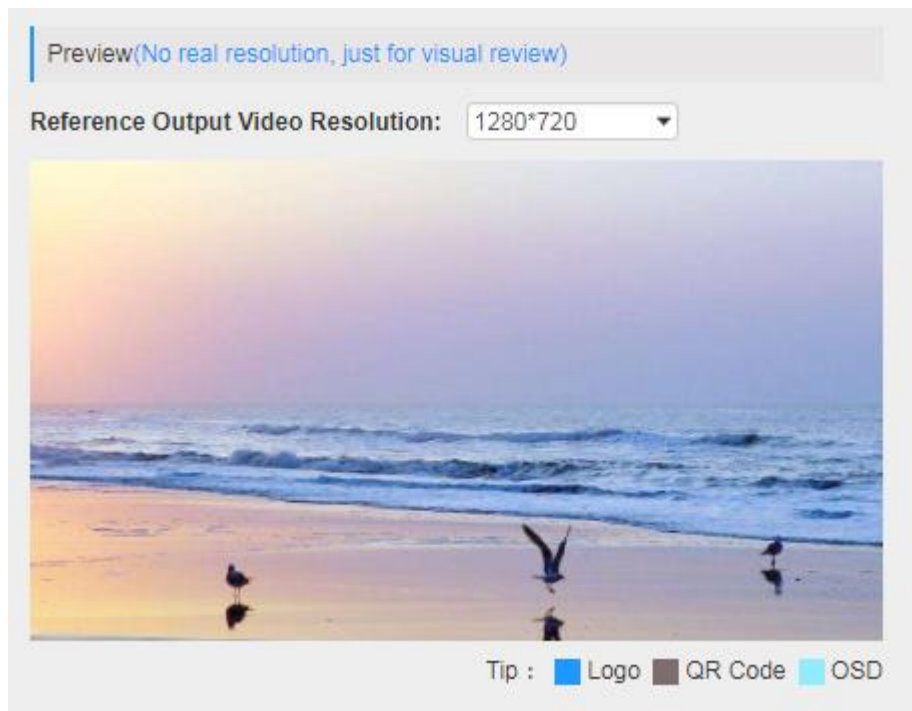 Preview(No real resolution, just for visual review)
Reference Output Video Resolution: 1280*720
Tip : Logo QR Code OSD